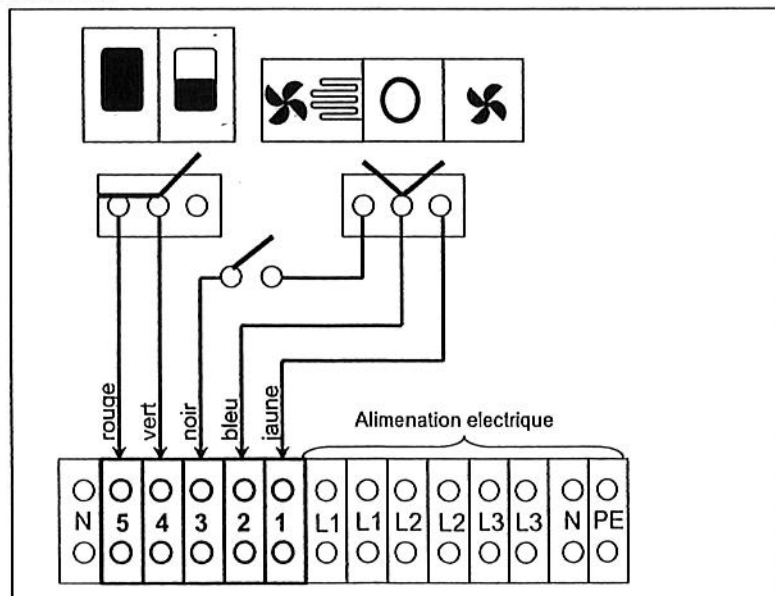 rouge
vert
noir
bleu
jaune
Alimenation electrique
N 5 4 3 2 1 L1 L1 L2 L2 L3 L3 N PE